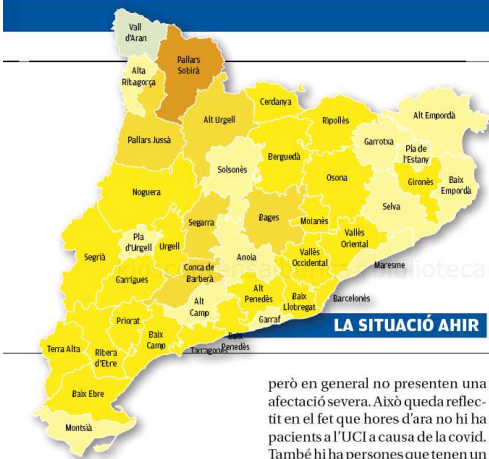 Vall
d'Aran
Pallars
Sobirà
Alta
Ribagorça
Cerdanya
Alt Empordà
Alt Urgell
Ripollès
Pallars Jussà
Garrotxa
Pla de
l'Estany
Berguedà
Solsonès
Osona
Gironès
Baix
Empordà
Noguera
Selva
Segarra
Bages
Moianès
Pla
d'Urgell
Urgell
Vallès
Oriental
Segrià
Anoia
Vallès
Occidental
Maresme
Conca de
Barberà
Garrigues
Alt
Penedès
Baix
Llobregat
Barcelonès
Alt
Camp
Garraf
Priorat
Baix
Camp
LA SITUACIÓ AHIR
Terra Alta
Ribera
d'Ebre
Tarragonès
Baix
Penedès
Baix Ebre
Montsià
però en general no presenten una
afectació severa. Això queda reflec-
tit en el fet que hores d'ara no hi ha
pacients a l'UCI a causa de la covid.
També hi ha persones que tenen un